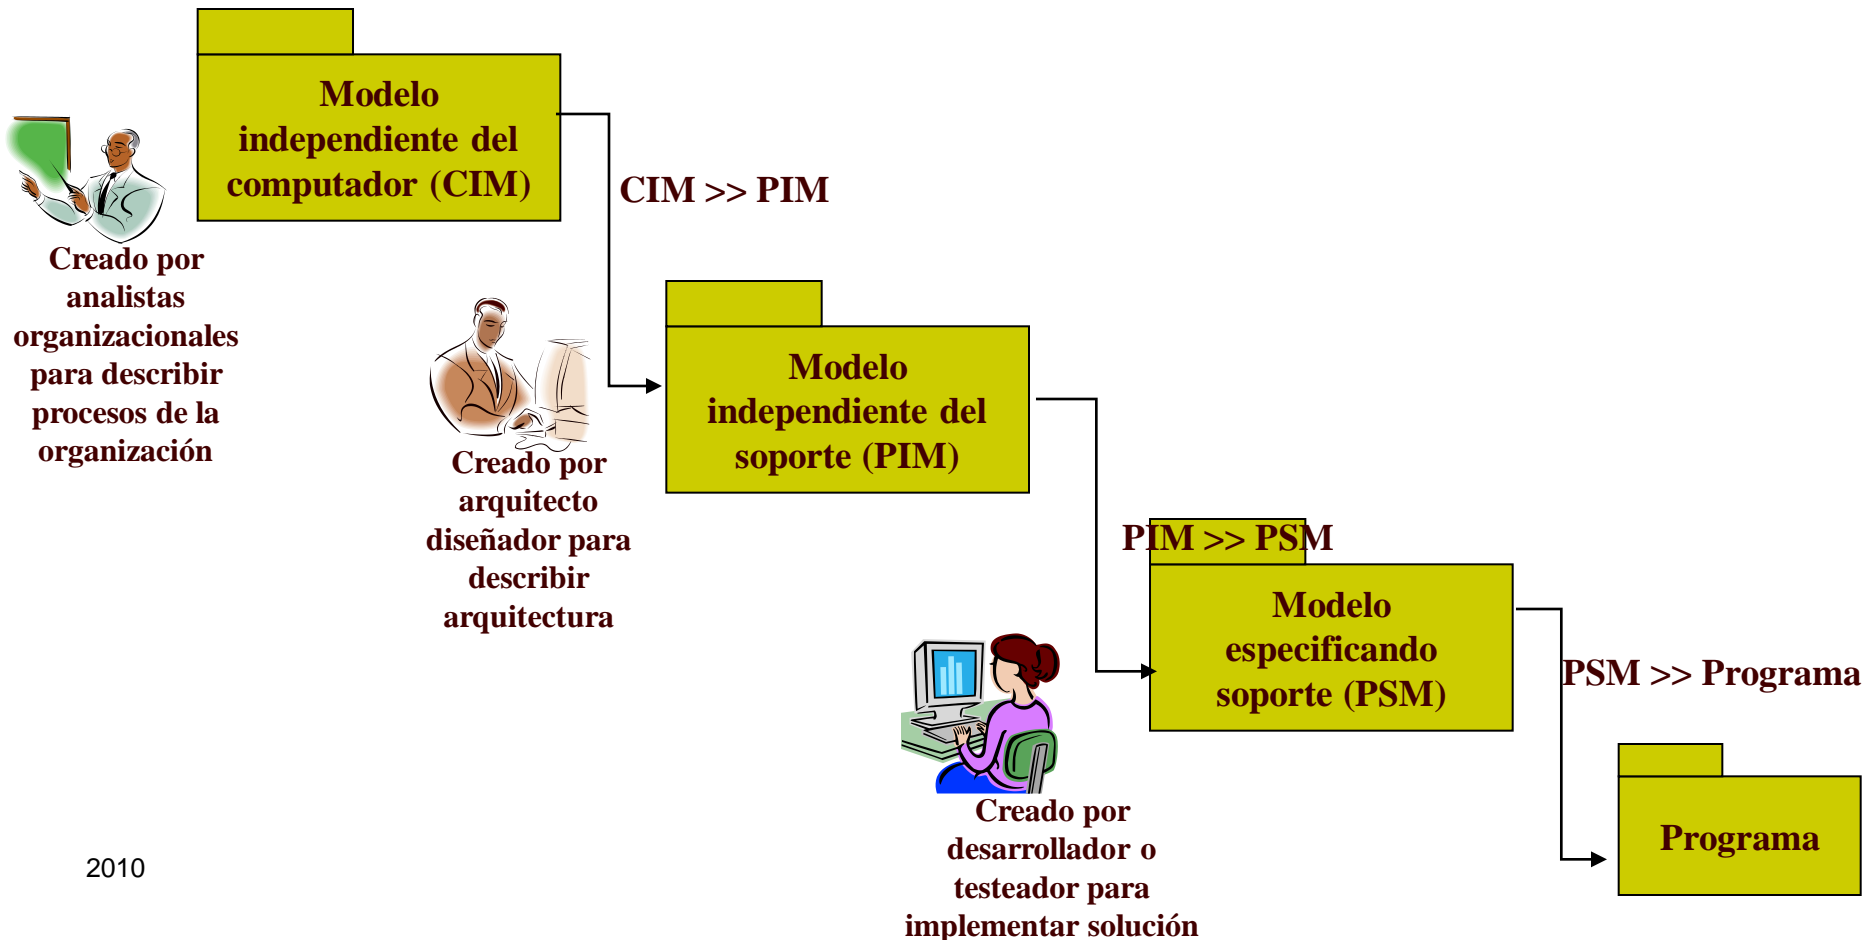 Modelo
independiente del
computador (CIM)
CIM >> PIM
Creado por
analistas
organizacionales
para describir
procesos de la
organización
Modelo
independiente del
soporte (PIM)
Creado por
arquitecto
diseñador para
describir
arquitectura
PIM >> PSM
Modelo
especificando
soporte (PSM)
PSM >> Programa
Creado por
desarrollador o
testeador para
implementar solución
Programa
2010